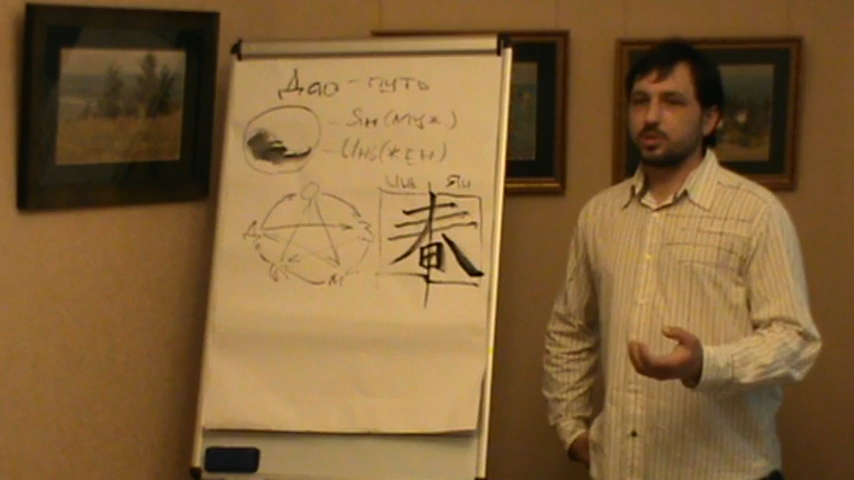 Дао - путь
- Ян (муж)
- Инь (жен)
Инь Ян
春